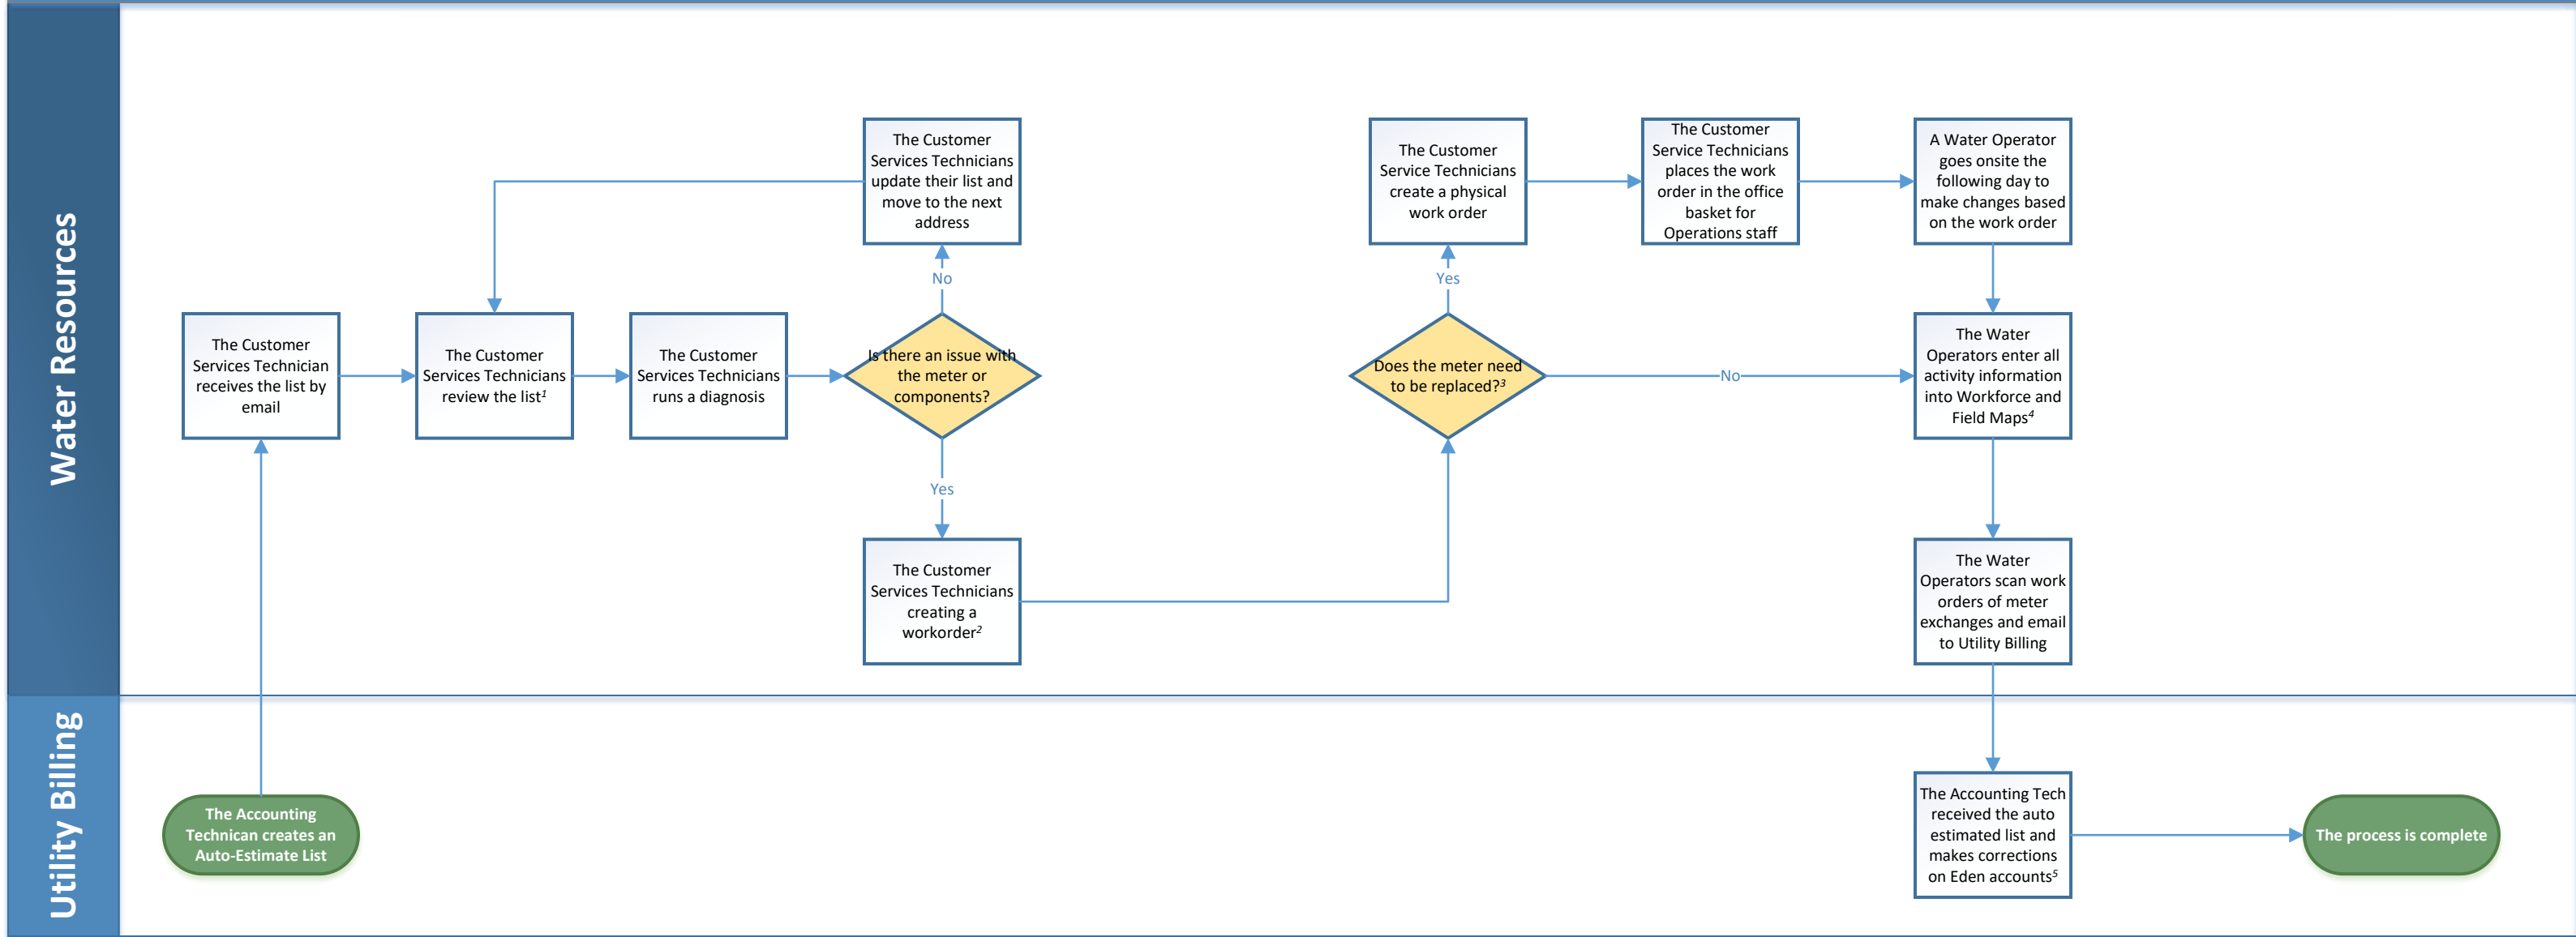 Water Resources
The Customer
Services Technician
receives the list by
email
The Customer
Services Technicians
review the list¹
The Customer
Services Technicians
runs a diagnosis
Is there an issue with
the meter or
components?
No
The Customer
Services Technicians
update their list and
move to the next
address
Yes
The Customer
Services Technicians
creating a
workorder²
Does the meter need
to be replaced?³
Yes
The Customer
Service Technicians
create a physical
work order
The Customer
Service Technicians
places the work
order in the office
basket for
Operations staff
A Water Operator
goes onsite the
following day to
make changes based
on the work order
No
The Water
Operators enter all
activity information
into Workforce and
Field Maps⁴
The Water
Operators scan work
orders of meter
exchanges and email
to Utility Billing
Utility Billing
The Accounting
Technican creates an
Auto-Estimate List
The Accounting Tech
received the auto
estimated list and
makes corrections
on Eden accounts⁵
The process is complete